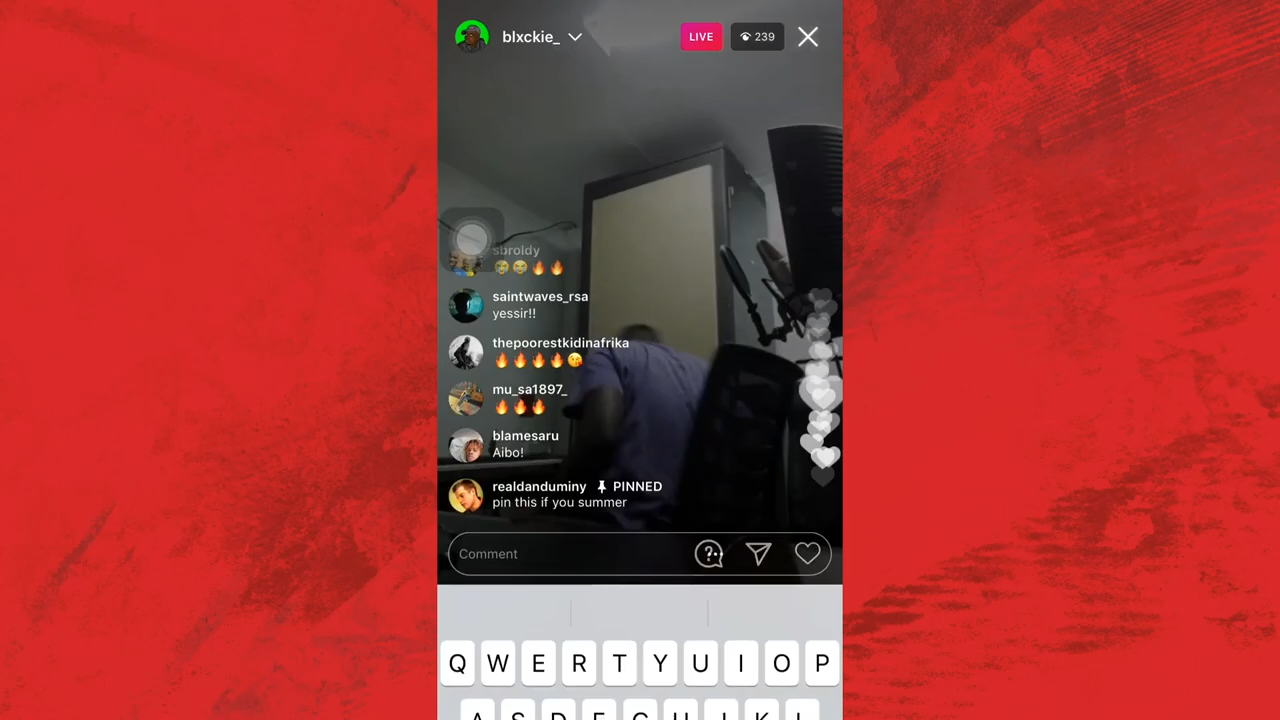 blxckie_
LIVE
239
sbroldy
😭😭🔥🔥
saintwaves_rsa
yessir!!
thepoorestkidinafrika
🔥🔥🔥🔥😘
mu_sa1897_
🔥🔥🔥
blamesaru
Aibo!
realdanduminy PINNED
pin this if you summer
Comment
Q W E R T Y U I O P
A S D F G H J K L